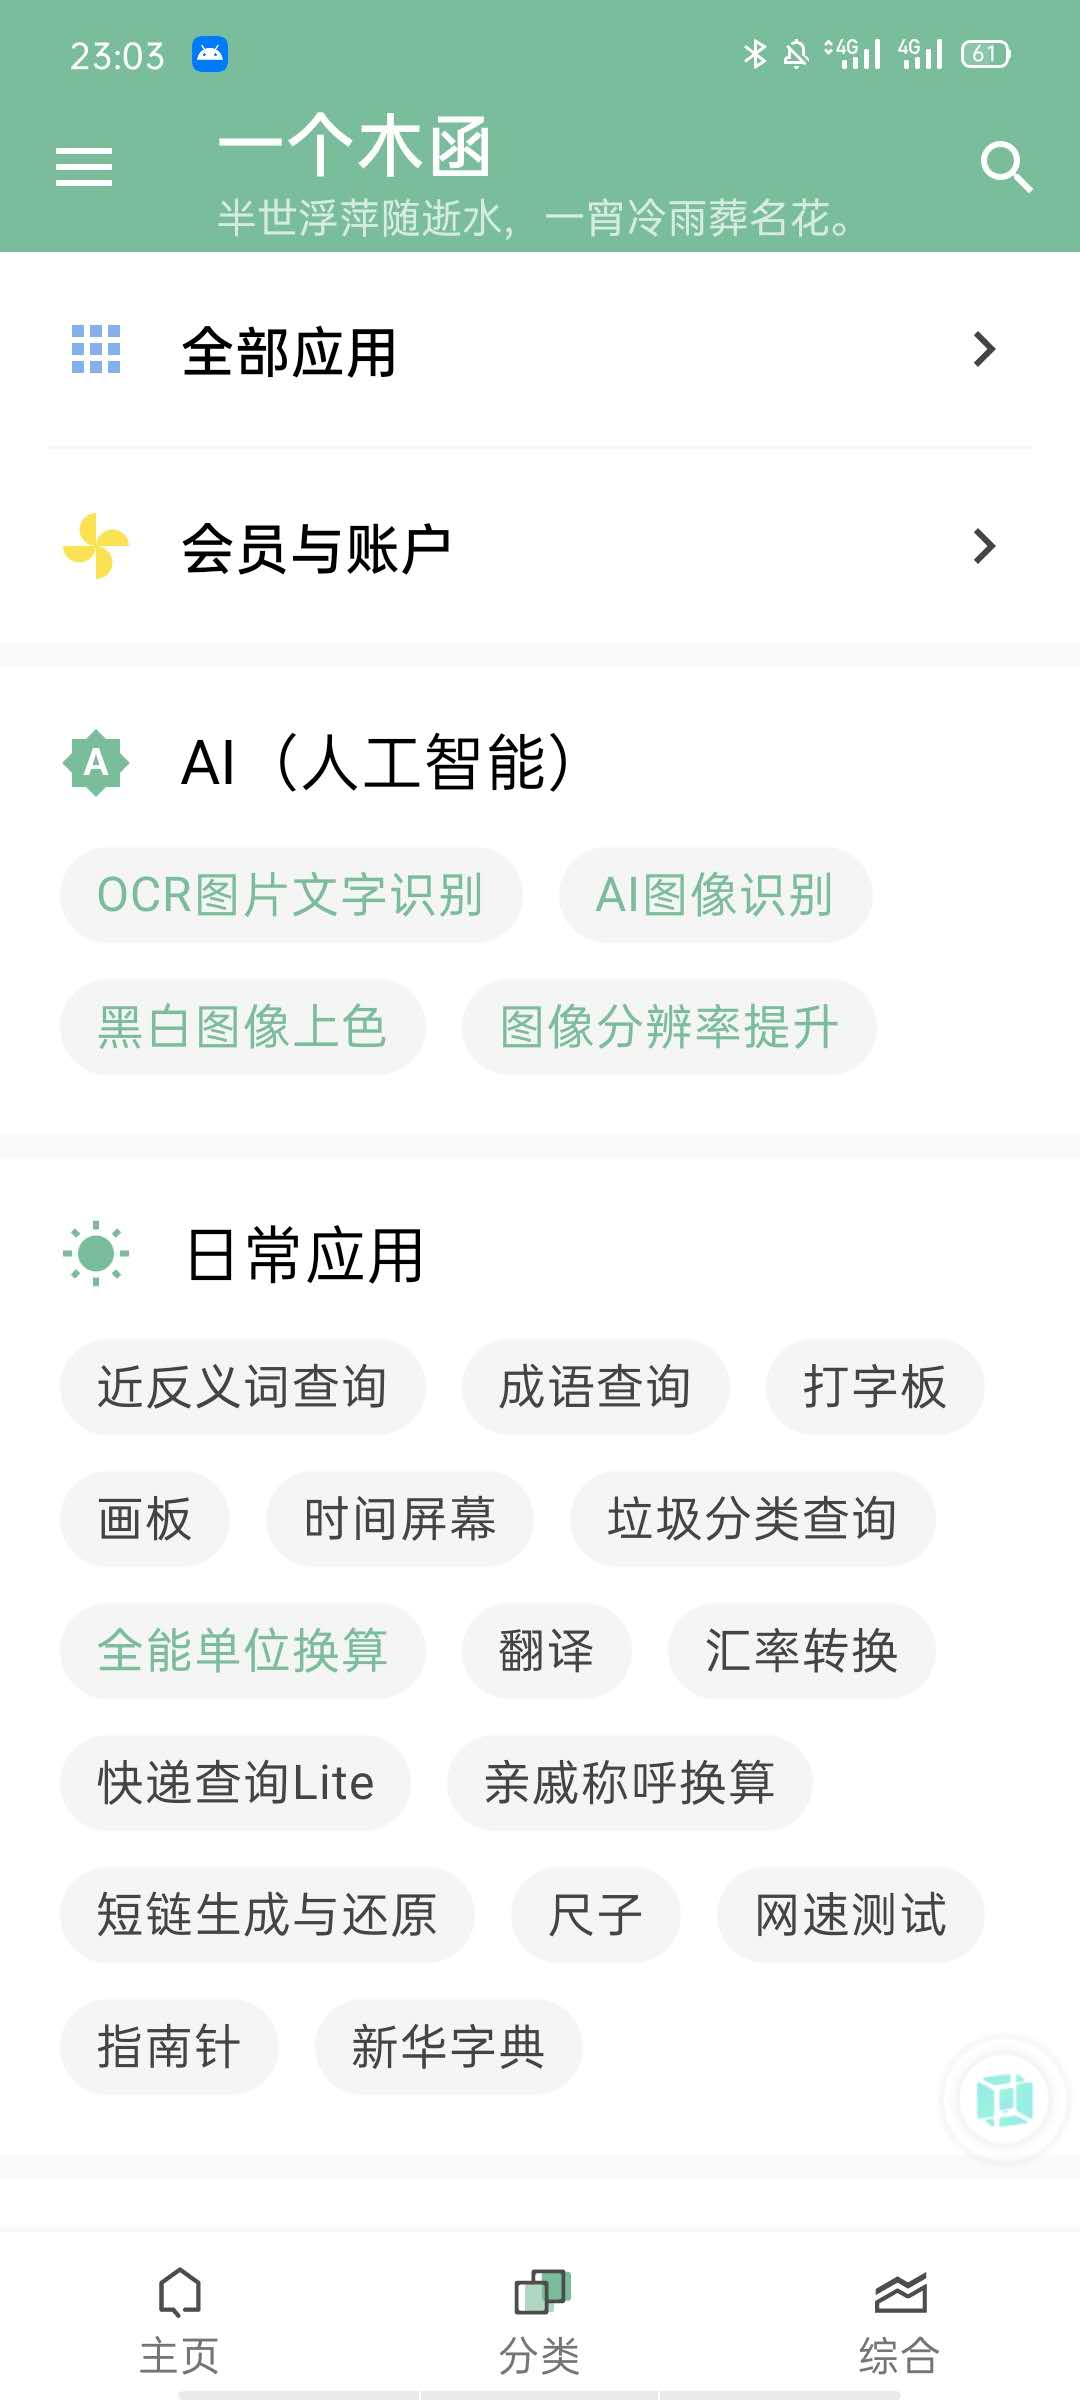 23:03 4G 4G 61
一个木函
半世浮萍随逝水，一宵冷雨葬名花。
全部应用
会员与账户
A AI（人工智能）
OCR图片文字识别 AI图像识别
黑白图像上色 图像分辨率提升
日常应用
近反义词查询 成语查询 打字板
画板 时间屏幕 垃圾分类查询
全能单位换算 翻译 汇率转换
快递查询Lite 亲戚称呼换算
短链生成与还原 尺子 网速测试
指南针 新华字典
主页 分类 综合